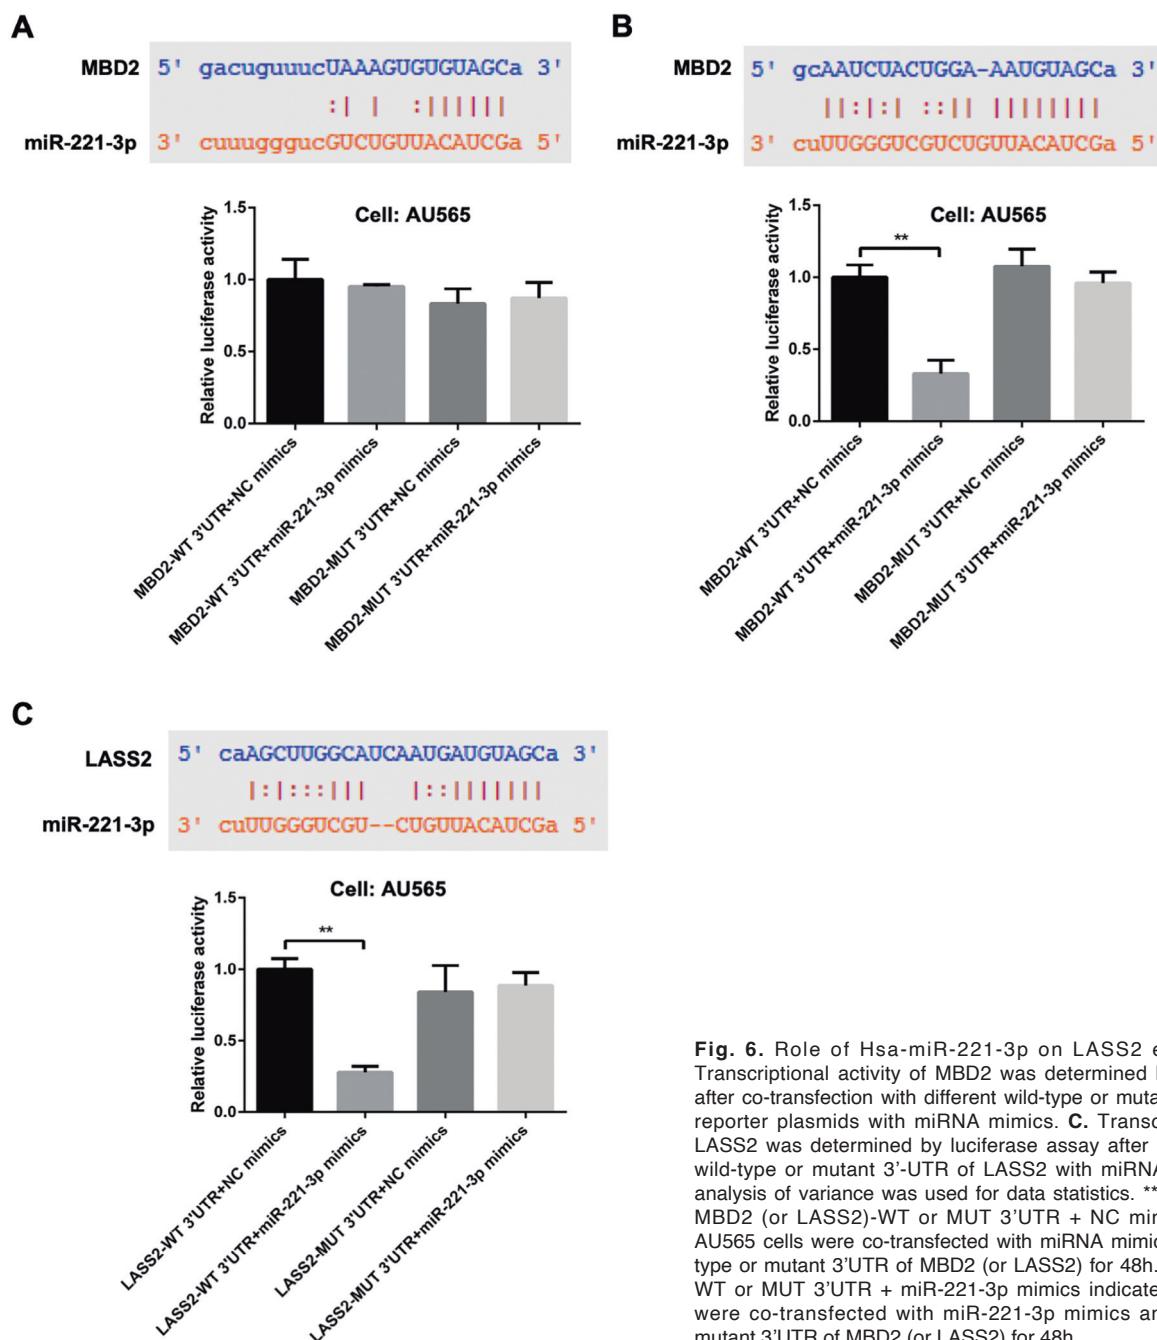 A
MBD2 5' gacuguuucUAAAGUGUGUAGCa 3'
:| | :||||||
miR-221-3p 3' cuuugggucGUCUGUUACAUCGa 5'
Cell: AU565
Relative luciferase activity
1.5
1.0
0.5
0.0
MBD2-WT 3'UTR+NC mimics
MBD2-WT 3'UTR+miR-221-3p mimics
MBD2-MUT 3'UTR+NC mimics
MBD2-MUT 3'UTR+miR-221-3p mimics
B
MBD2 5' gcAAUCUACUGGA-AAUGUAGCa 3'
||:|:| ::|| ||||||||
miR-221-3p 3' cuUUGGGUCGUCUGUUACAUCGa 5'
Cell: AU565
Relative luciferase activity
1.5
1.0
0.5
0.0
**
MBD2-WT 3'UTR+NC mimics
MBD2-WT 3'UTR+miR-221-3p mimics
MBD2-MUT 3'UTR+NC mimics
MBD2-MUT 3'UTR+miR-221-3p mimics
C
LASS2 5' caAGCUUGGCAUCAAUGAUGUAGCa 3'
|:|:::||| |::|||||||
miR-221-3p 3' cuUUGGGUCGU--CUGUUACAUCGa 5'
Cell: AU565
Relative luciferase activity
1.5
1.0
0.5
0.0
**
LASS2-WT 3'UTR+NC mimics
LASS2-WT 3'UTR+miR-221-3p mimics
LASS2-MUT 3'UTR+NC mimics
LASS2-MUT 3'UTR+miR-221-3p mimics
Fig. 6. Role of Hsa-miR-221-3p on LASS2 e
Transcriptional activity of MBD2 was determined
after co-transfection with different wild-type or muta
reporter plasmids with miRNA mimics. C. Transc
LASS2 was determined by luciferase assay after
wild-type or mutant 3'-UTR of LASS2 with miRNA
analysis of variance was used for data statistics. **
MBD2 (or LASS2)-WT or MUT 3'UTR + NC mim
AU565 cells were co-transfected with miRNA mimic
type or mutant 3'UTR of MBD2 (or LASS2) for 48h.
WT or MUT 3'UTR + miR-221-3p mimics indicate
were co-transfected with miR-221-3p mimics an
mutant 3'UTR of MBD2 (or LASS2) for 48h